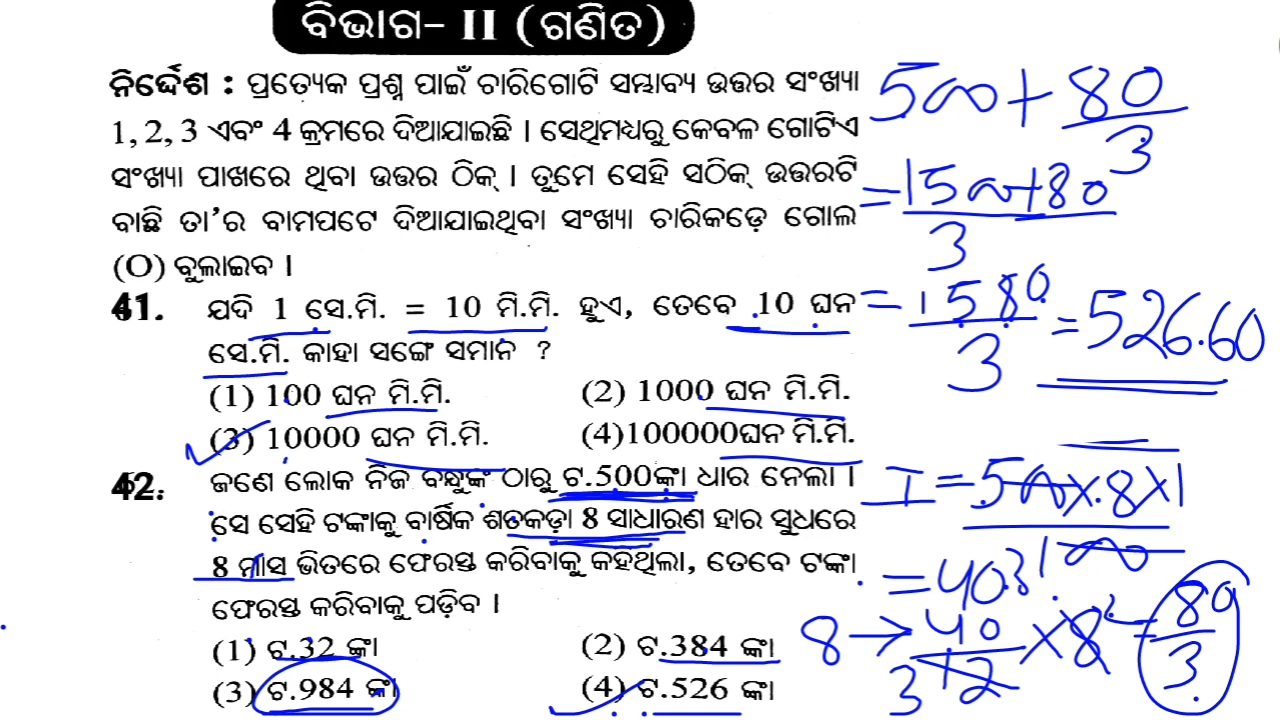 ବିଭାଗ- II (ଗଣିତ)
ନିର୍ଦ୍ଦେଶ : ପ୍ରତ୍ୟେକ ପ୍ରଶ୍ନ ପାଇଁ ଚାରିଗୋଟି ସମ୍ଭାବ୍ୟ ଉତ୍ତର ସଂଖ୍ୟା
1, 2, 3 ଏବଂ 4 କ୍ରମରେ ଦିଆଯାଇଛି । ସେଥିମଧ୍ୟରୁ କେବଳ ଗୋଟିଏ
ସଂଖ୍ୟା ପାଖରେ ଥିବା ଉତ୍ତର ଠିକ୍ । ତୁମେ ସେହି ସଠିକ୍ ଉତ୍ତରଟି
ବାଛି ତା'ର ବାମପଟେ ଦିଆଯାଇଥିବା ସଂଖ୍ୟା ଚାରିକଡ଼େ ଗୋଲ
(O) ବୁଲାଇବ ।
41. ଯଦି 1 ସେ.ମି. = 10 ମି.ମି. ହୁଏ, ତେବେ 10 ଘନ
ସେ.ମି. କାହା ସଙ୍ଗେ ସମାନ ?
(1) 100 ଘନ ମି.ମି. (2) 1000 ଘନ ମି.ମି.
(3) 10000 ଘନ ମି.ମି. (4)100000ଘନ ମି.ମି.
42. ଜଣେ ଲୋକ ନିଜ ବନ୍ଧୁଙ୍କ ଠାରୁ ଟ.500ଙ୍କା ଧାର ନେଲା ।
ସେ ସେହି ଟଙ୍କାକୁ ବାର୍ଷିକ ଶତକଡ଼ା 8 ସାଧାରଣ ହାର ସୁଧରେ
8 ମାସ ଭିତରେ ଫେରସ୍ତ କରିବାକୁ କହିଥିଲା, ତେବେ ଟଙ୍କା
ଫେରସ୍ତ କରିବାକୁ ପଡ଼ିବ ।
(1) ଟ.32 ଙ୍କା (2) ଟ.384 ଙ୍କା
(3) ଟ.984 ଙ୍କା (4) ଟ.526 ଙ୍କା
500 + 80
3
= 1500+80
3
= 1580 = 526.60
3
I = 500×8×1
100
= 40
8 → 40 × 8 = 80
12 3